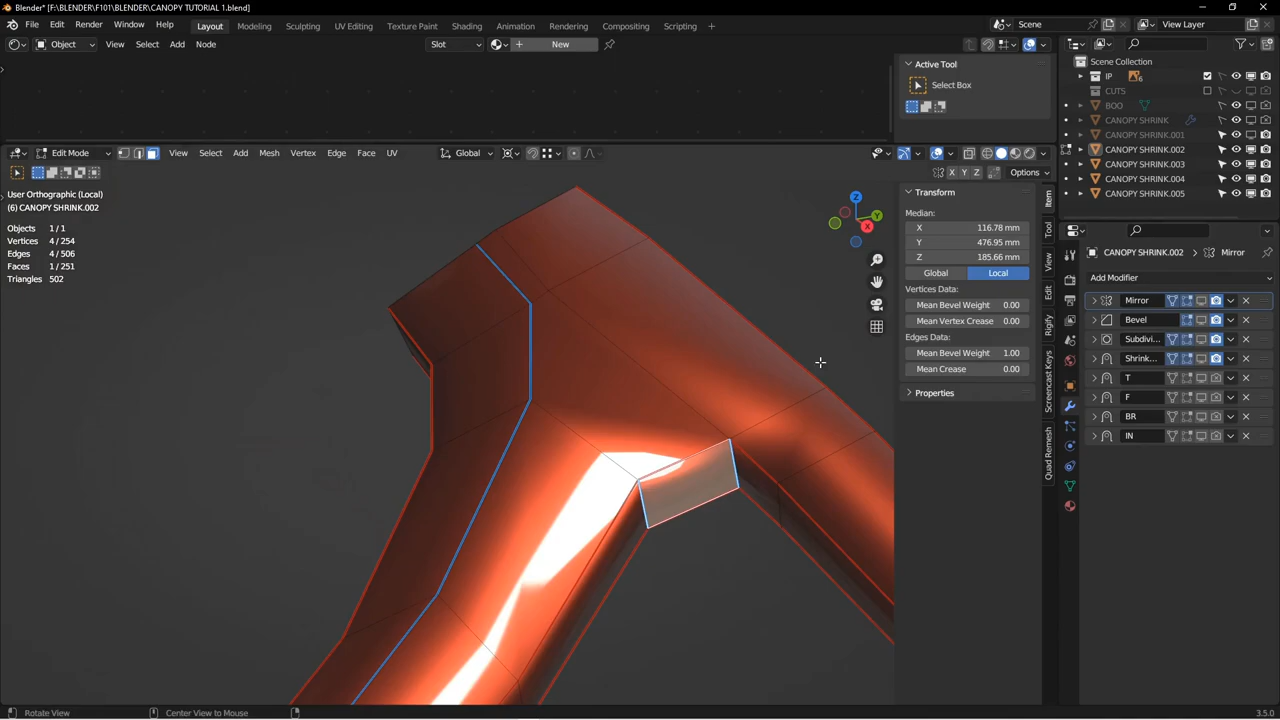 Blender* [F:\BLENDER\F101\BLENDER\CANOPY TUTORIAL 1.blend]
File Edit Render Window Help Layout Modeling Sculpting UV Editing Texture Paint Shading Animation Rendering Compositing Scripting + Scene View Layer
Object View Select Add Node Slot New
Active Tool
Select Box
Scene Collection
IP 6
CUTS
BOO
CANOPY SHRINK
CANOPY SHRINK.001
CANOPY SHRINK.002
CANOPY SHRINK.003
CANOPY SHRINK.004
CANOPY SHRINK.005
Edit Mode View Select Add Mesh Vertex Edge Face UV Global
X Y Z Options
User Orthographic (Local)
(6) CANOPY SHRINK.002
Objects 1 / 1
Vertices 4 / 254
Edges 4 / 506
Faces 1 / 251
Triangles 502
Z
Y
X
Transform
Median:
X 116.78 mm
Y 476.95 mm
Z 185.66 mm
Global Local
Vertices Data:
Mean Bevel Weight 0.00
Mean Vertex Crease 0.00
Edges Data:
Mean Bevel Weight 1.00
Mean Crease 0.00
Properties
Item
Tool
View
Edit
Rigify
Screencast Keys
Quad Remesh
CANOPY SHRINK.002 Mirror
Add Modifier
Mirror
Bevel
Subdivi...
Shrink...
T
F
BR
IN
Rotate View Center View to Mouse 3.5.0